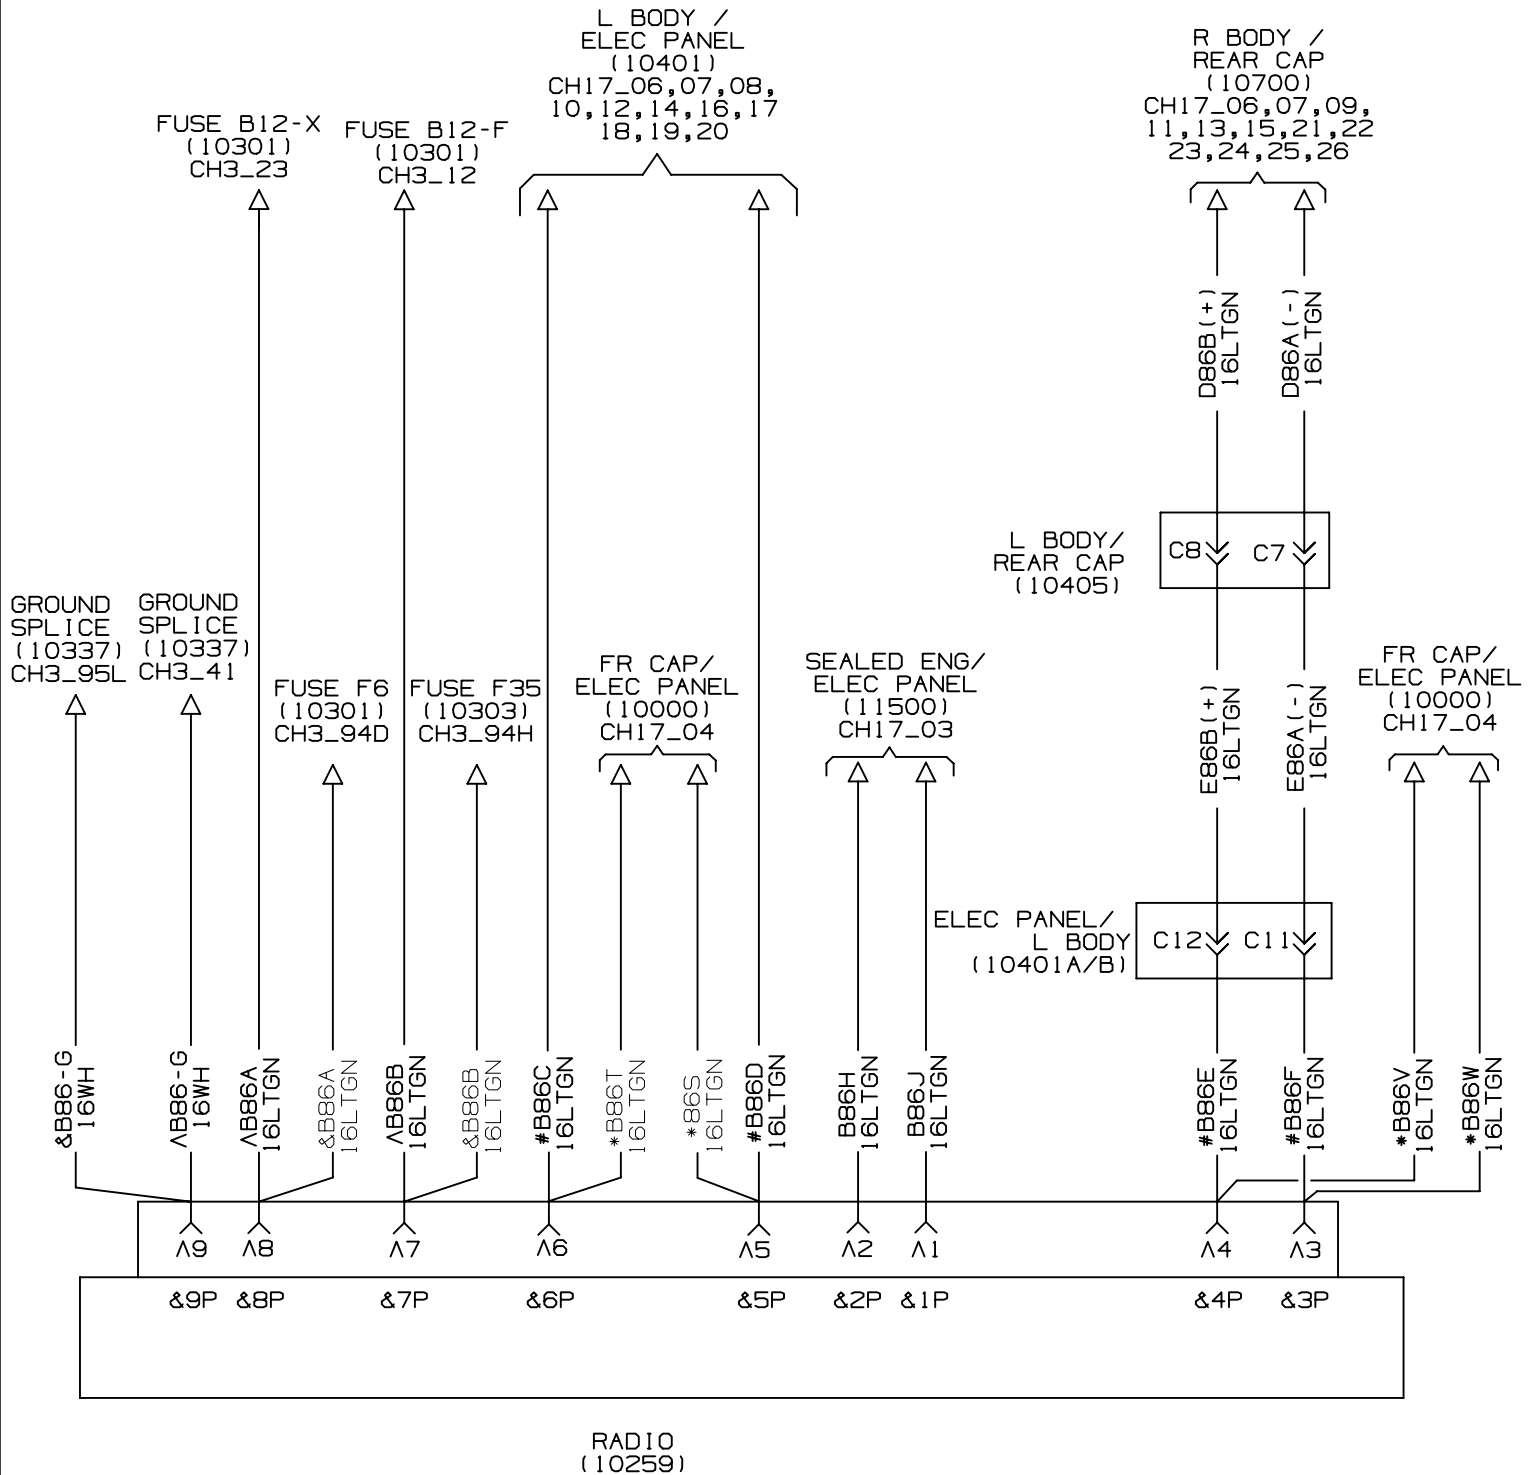 L BODY /
ELEC PANEL
(10401)
CH17_06,07,08,
10,12,14,16,17
18,19,20
R BODY /
REAR CAP
(10700)
CH17_06,07,09,
11,13,15,21,22
23,24,25,26
FUSE B12-X
(10301)
CH3_23
FUSE B12-F
(10301)
CH3_12
D86B(+)
16LTGN
D86A(-)
16LTGN
L BODY/
REAR CAP
(10405)
C8
C7
GROUND
SPLICE
(10337)
CH3_95L
GROUND
SPLICE
(10337)
CH3_41
FUSE F6
(10301)
CH3_94D
FUSE F35
(10303)
CH3_94H
FR CAP/
ELEC PANEL
(10000)
CH17_04
SEALED ENG/
ELEC PANEL
(11500)
CH17_03
E86B(+)
16LTGN
E86A(-)
16LTGN
FR CAP/
ELEC PANEL
(10000)
CH17_04
ELEC PANEL/
L BODY
(10401A/B)
C12
C11
&B86-G
16WH
ΛB86-G
16WH
ΛB86A
16LTGN
&B86A
16LTGN
ΛB86B
16LTGN
&B86B
16LTGN
#B86C
16LTGN
*B86T
16LTGN
*86S
16LTGN
#B86D
16LTGN
B86H
16LTGN
B86J
16LTGN
#B86E
16LTGN
#B86F
16LTGN
*B86V
16LTGN
*B86W
16LTGN
Λ9
Λ8
Λ7
Λ6
Λ5
Λ2
Λ1
Λ4
Λ3
&9P
&8P
&7P
&6P
&5P
&2P
&1P
&4P
&3P
RADIO
(10259)